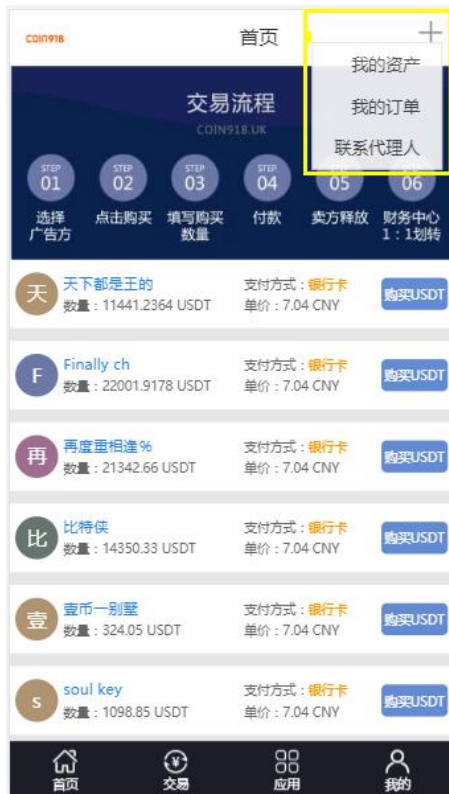 COIN918
首页
我的资产
我的订单
联系代理人
交易流程
COIN918.UK
STEP 01
STEP 02
STEP 03
STEP 04
STEP 05
STEP 06
选择广告方
点击购买
填写购买数量
付款
卖方释放
财务中心1：1划转
天
天下都是王的
支付方式：银行卡
数量：11441.2364 USDT
单价：7.04 CNY
购买USDT
F
Finally ch
支付方式：银行卡
数量：22001.9178 USDT
单价：7.04 CNY
购买USDT
再
再度重相逢%
支付方式：银行卡
数量：21342.66 USDT
单价：7.04 CNY
购买USDT
比
比特侠
支付方式：银行卡
数量：14350.33 USDT
单价：7.04 CNY
购买USDT
壹
壹币一别墅
支付方式：银行卡
数量：324.05 USDT
单价：7.04 CNY
购买USDT
s
soul key
支付方式：银行卡
数量：1098.85 USDT
单价：7.04 CNY
购买USDT
首页
交易
应用
我的